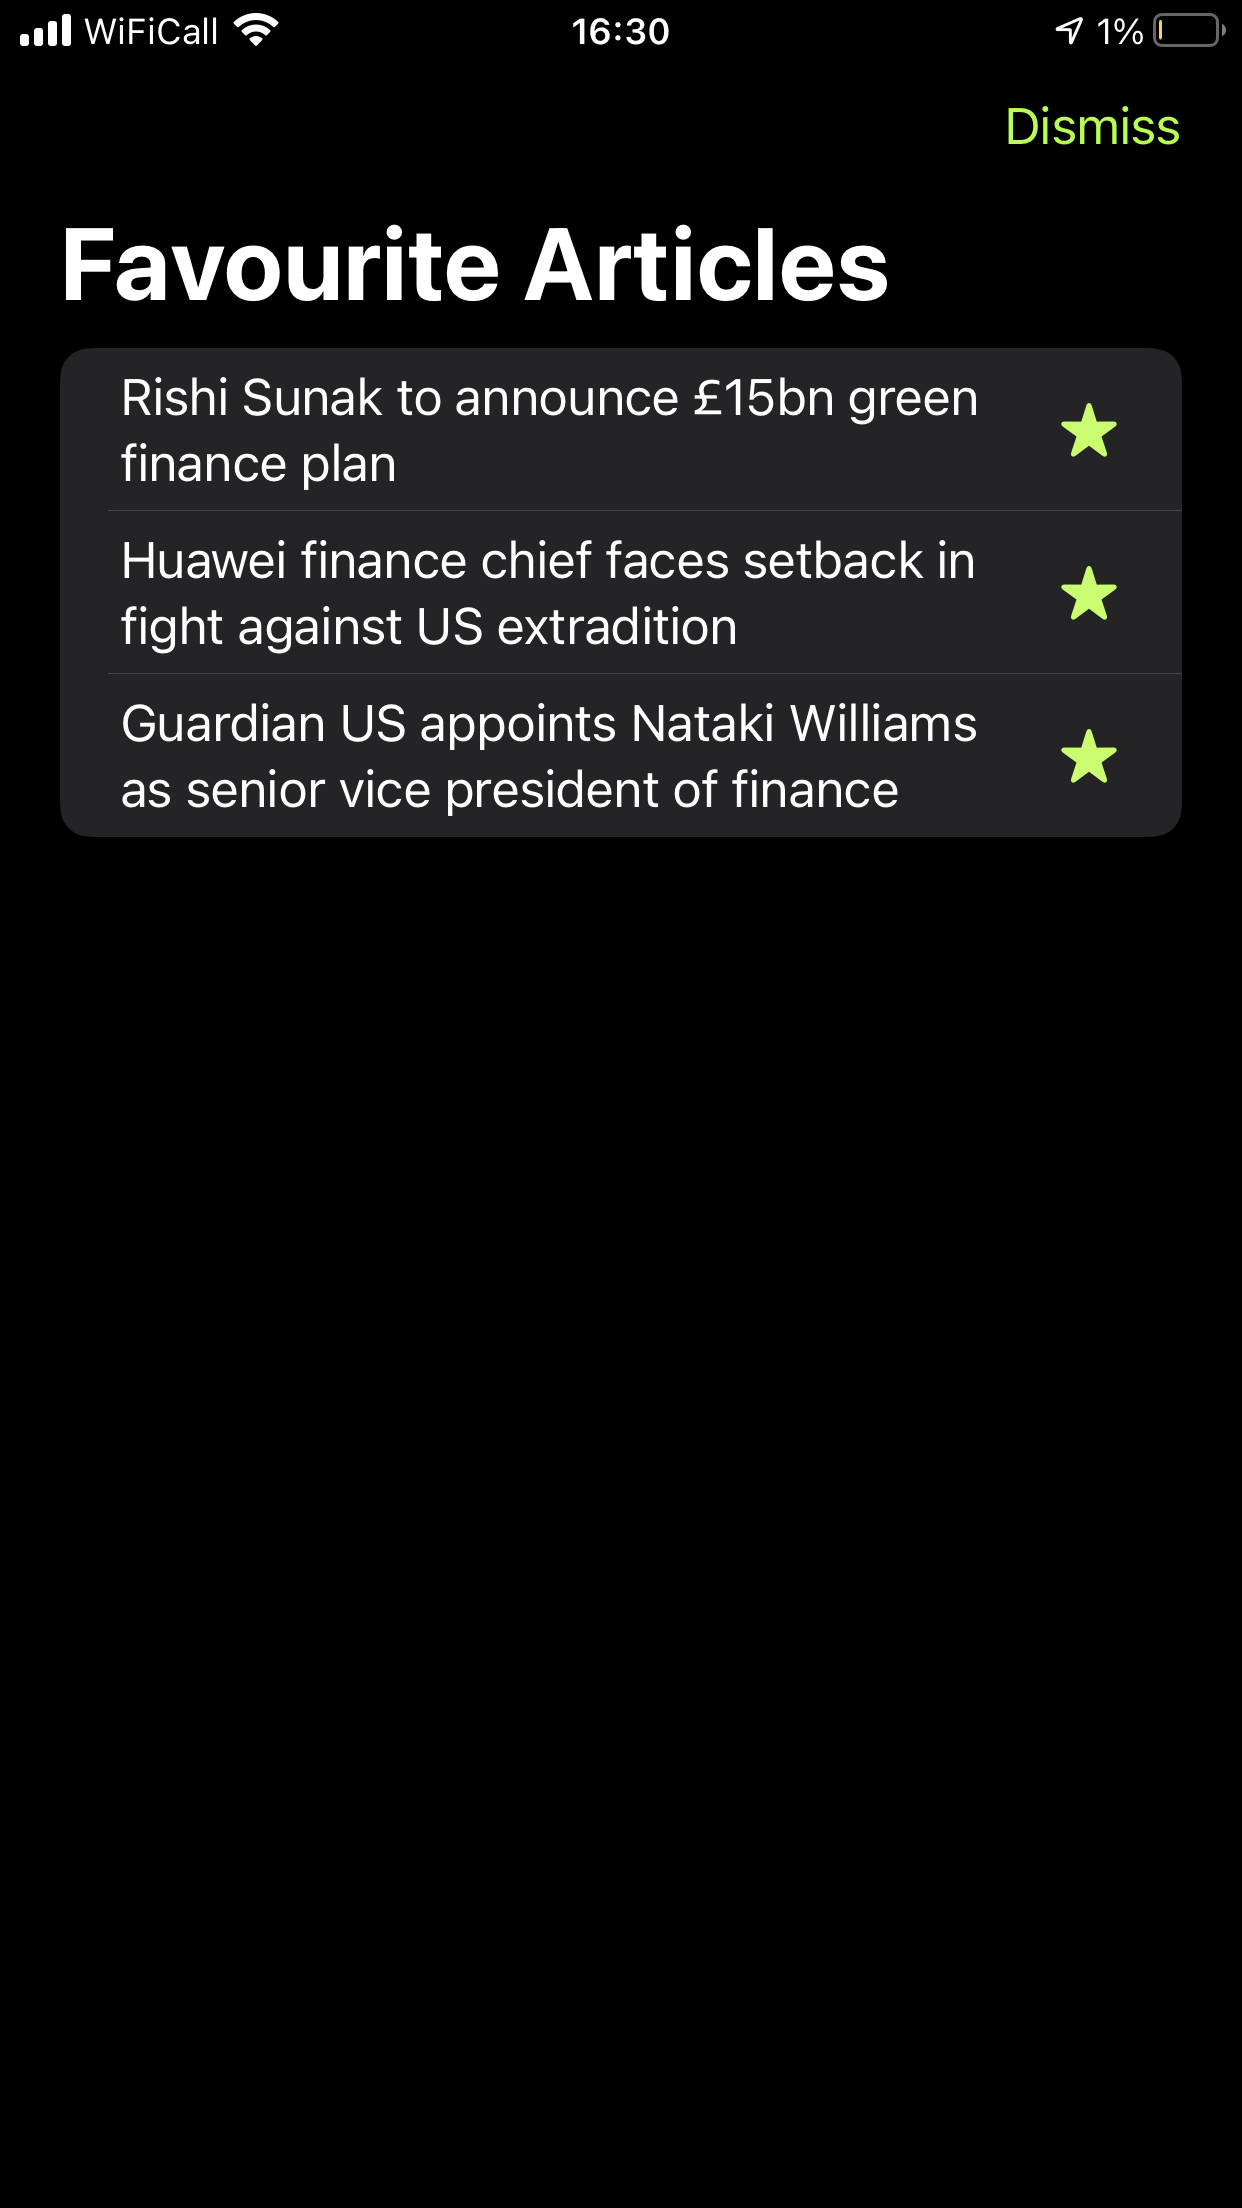 WiFiCall 16:30 1%
Dismiss
Favourite Articles
Rishi Sunak to announce £15bn green
finance plan
Huawei finance chief faces setback in
fight against US extradition
Guardian US appoints Nataki Williams
as senior vice president of finance